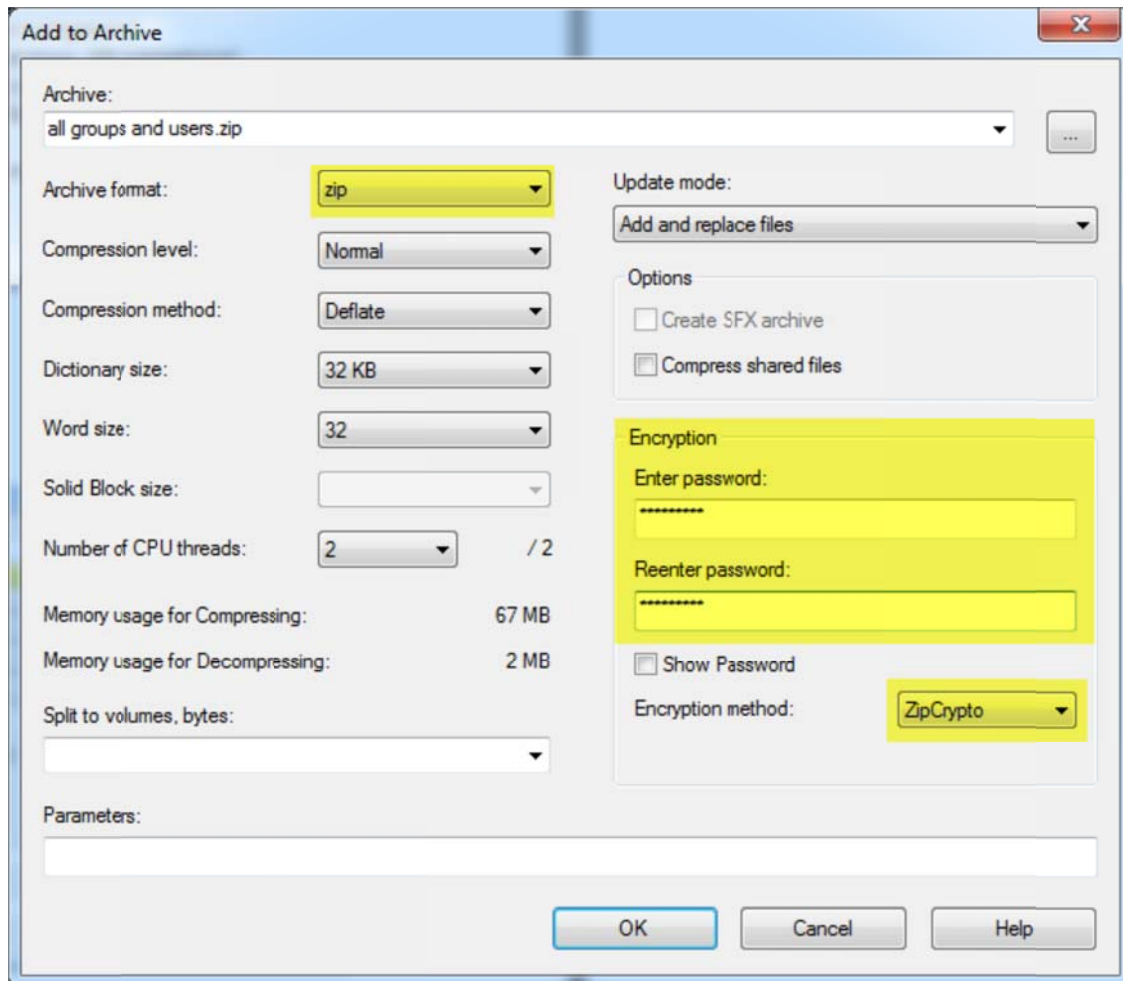 Add to Archive
Archive:
all groups and users.zip
...
Archive format:
zip
Compression level:
Normal
Compression method:
Deflate
Dictionary size:
32 KB
Word size:
32
Solid Block size:
Number of CPU threads:
2
/ 2
Memory usage for Compressing:
67 MB
Memory usage for Decompressing:
2 MB
Split to volumes, bytes:
Update mode:
Add and replace files
Options
Create SFX archive
Compress shared files
Encryption
Enter password:
*********
Reenter password:
*********
Show Password
Encryption method:
ZipCrypto
Parameters:
OK
Cancel
Help